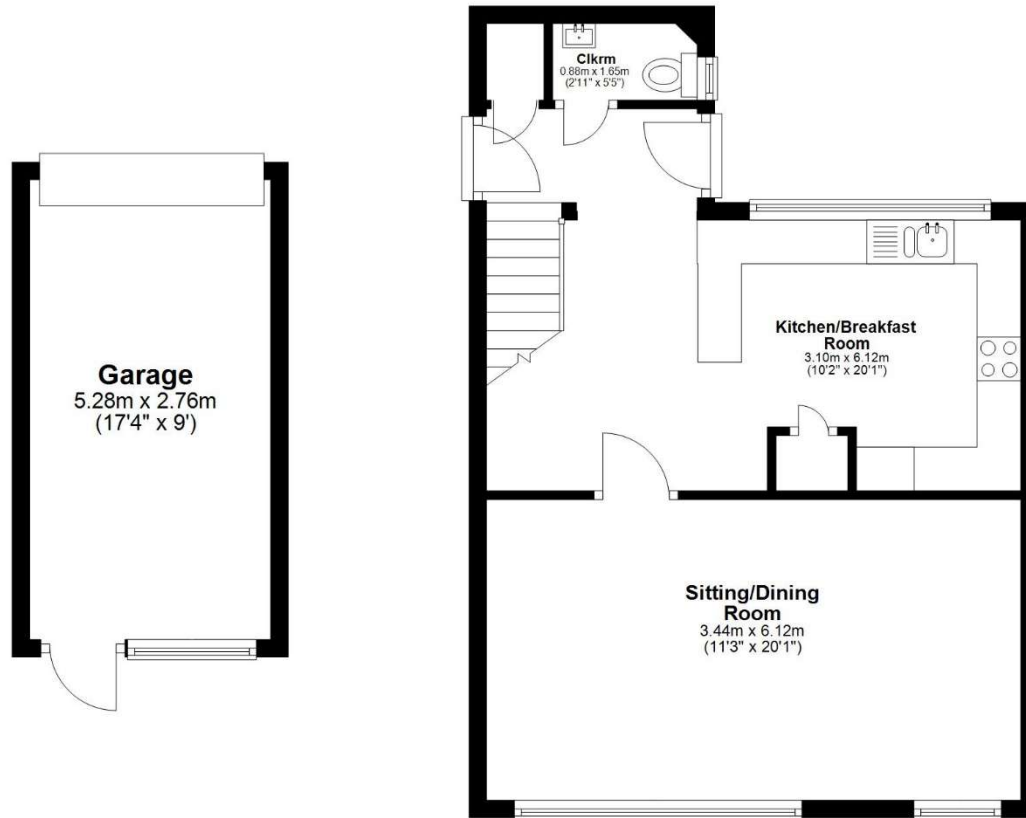 Clkrm
0.88m x 1.65m
(2'11" x 5'5")
Garage
5.28m x 2.76m
(17'4" x 9')
Kitchen/Breakfast
Room
3.10m x 6.12m
(10'2" x 20'1")
Sitting/Dining
Room
3.44m x 6.12m
(11'3" x 20'1")